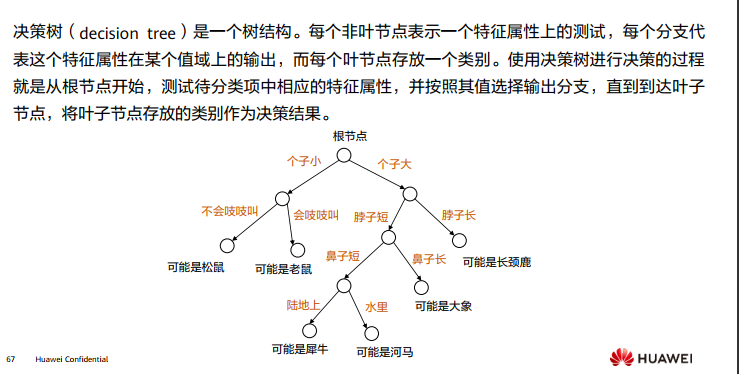 决策树（decision tree）是一个树结构。每个非叶节点表示一个特征属性上的测试，每个分支代
表这个特征属性在某个值域上的输出，而每个叶节点存放一个类别。使用决策树进行决策的过程
就是从根节点开始，测试待分类项中相应的特征属性，并按照其值选择输出分支，直到到达叶子
节点，将叶子节点存放的类别作为决策结果。
根节点
个子小
个子大
不会吱吱叫
会吱吱叫
脖子短
脖子长
可能是松鼠
可能是老鼠
鼻子短
鼻子长
可能是长颈鹿
陆地上
水里
可能是大象
可能是犀牛
可能是河马
67
Huawei Confidential
HUAWEI